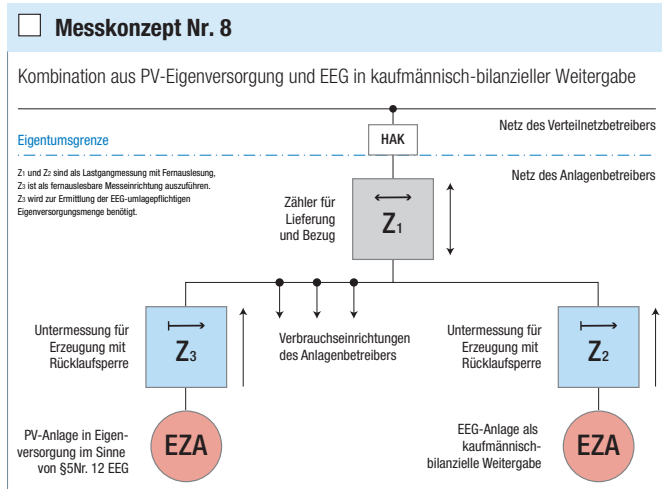 Messkonzept Nr. 8
Kombination aus PV-Eigenversorgung und EEG in kaufmännisch-bilanzieller Weitergabe
Netz des Verteilnetzbetreibers
Eigentumsgrenze
HAK
Z1 und Z2 sind als Lastgangmessung mit Fernauslesung,
Z3 ist als fernauslesbare Messeinrichtung auszuführen.
Z3 wird zur Ermittlung der EEG-umlagepflichtigen
Eigenversorgungsmenge benötigt.
Netz des Anlagenbetreibers
Zähler für
Lieferung
und Bezug
Z1
Untermessung für
Erzeugung mit
Rücklaufsperre
Z3
Verbrauchseinrichtungen
des Anlagenbetreibers
Untermessung für
Erzeugung mit
Rücklaufsperre
Z2
PV-Anlage in Eigen-
versorgung im Sinne
von §5Nr. 12 EEG
EZA
EEG-Anlage als
kaufmännisch-
bilanzielle Weitergabe
EZA